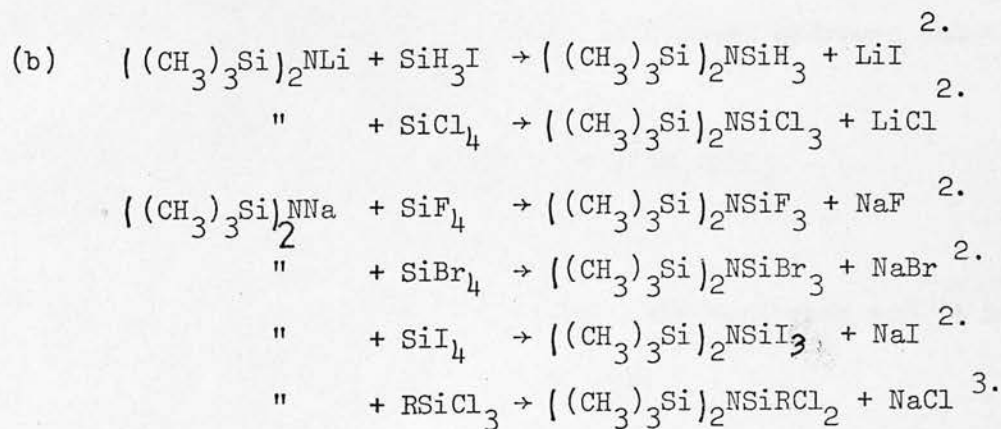 (b) ((CH₃)₃Si)₂NLi + SiH₃I → ((CH₃)₃Si)₂NSiH₃ + LiI ²·
" + SiCl₄ → ((CH₃)₃Si)₂NSiCl₃ + LiCl ²·
((CH₃)₃Si)₂NNa + SiF₄ → ((CH₃)₃Si)₂NSiF₃ + NaF ²·
" + SiBr₄ → ((CH₃)₃Si)₂NSiBr₃ + NaBr ²·
" + SiI₄ → ((CH₃)₃Si)₂NSiI₃ + NaI ²·
" + RSiCl₃ → ((CH₃)₃Si)₂NSiRCl₂ + NaCl ³·